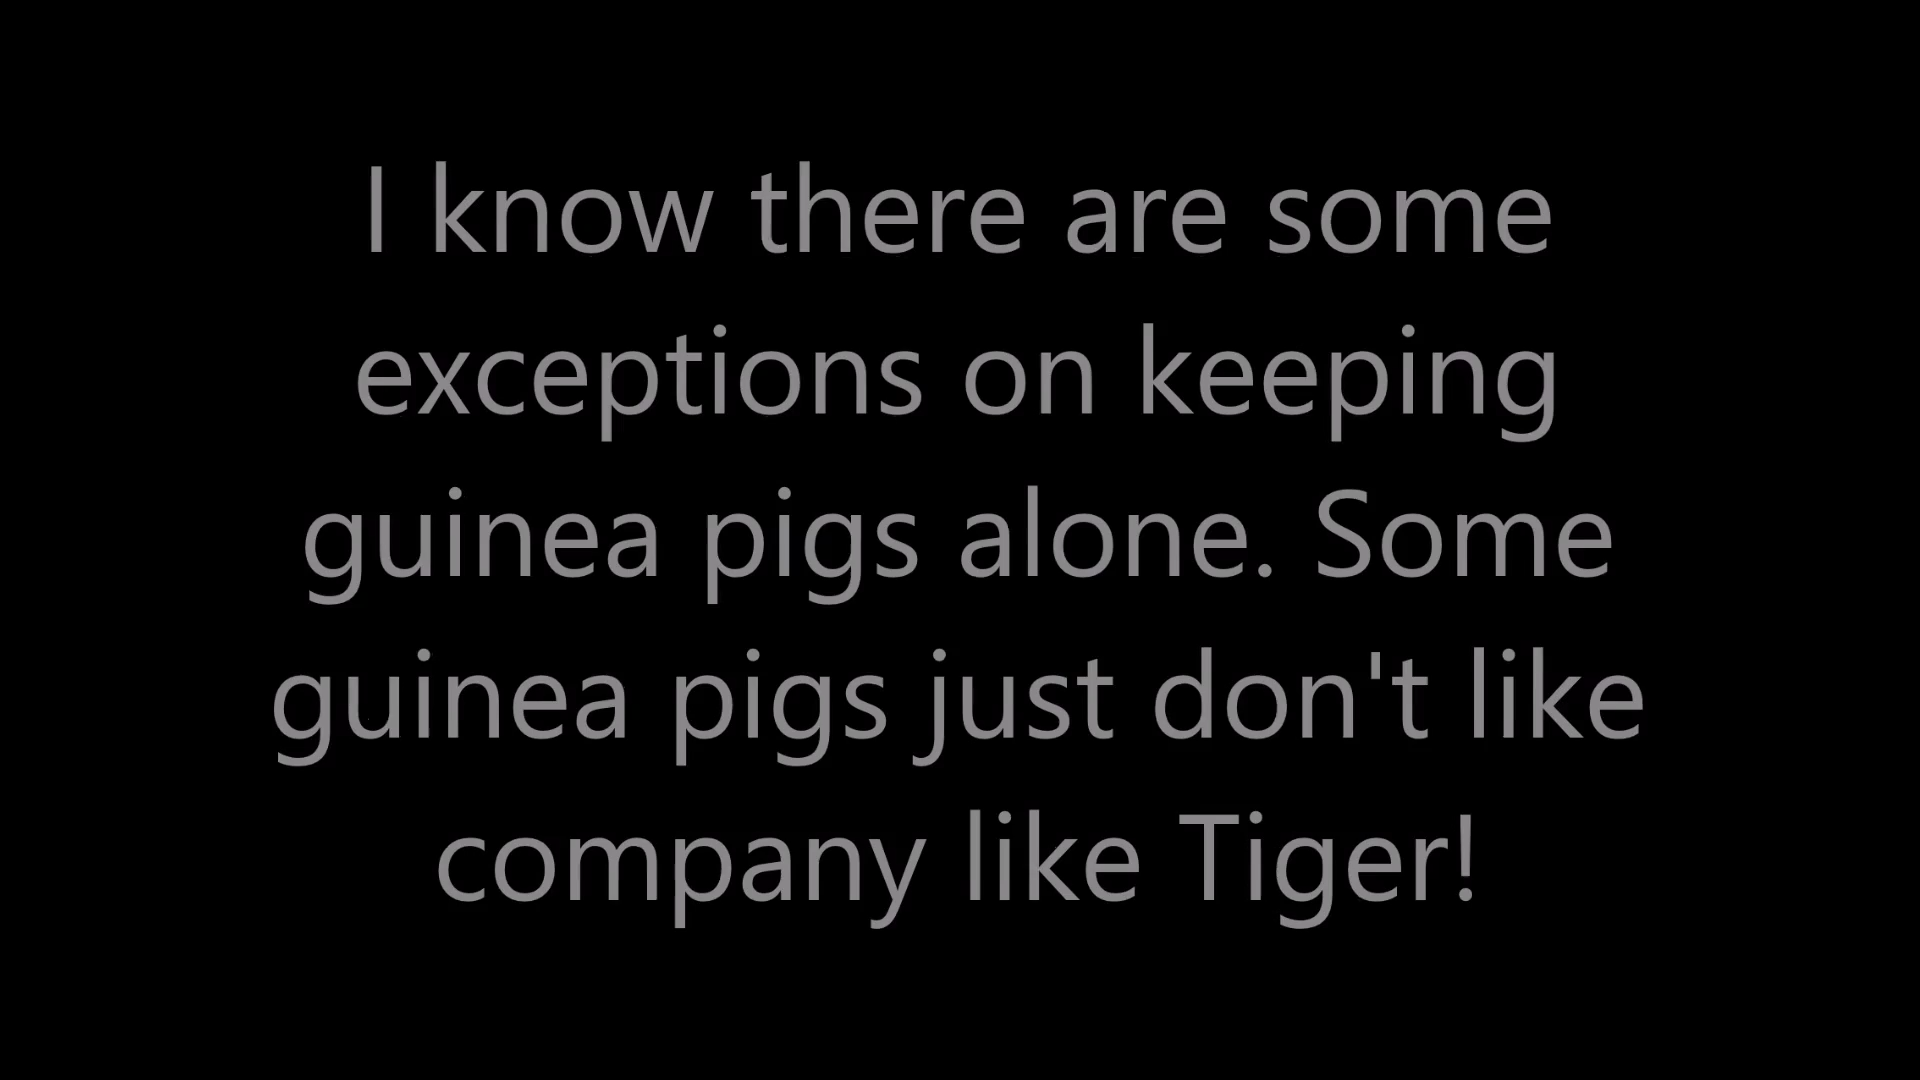 I know there are some
exceptions on keeping
guinea pigs alone. Some
guinea pigs just don't like
company like Tiger!